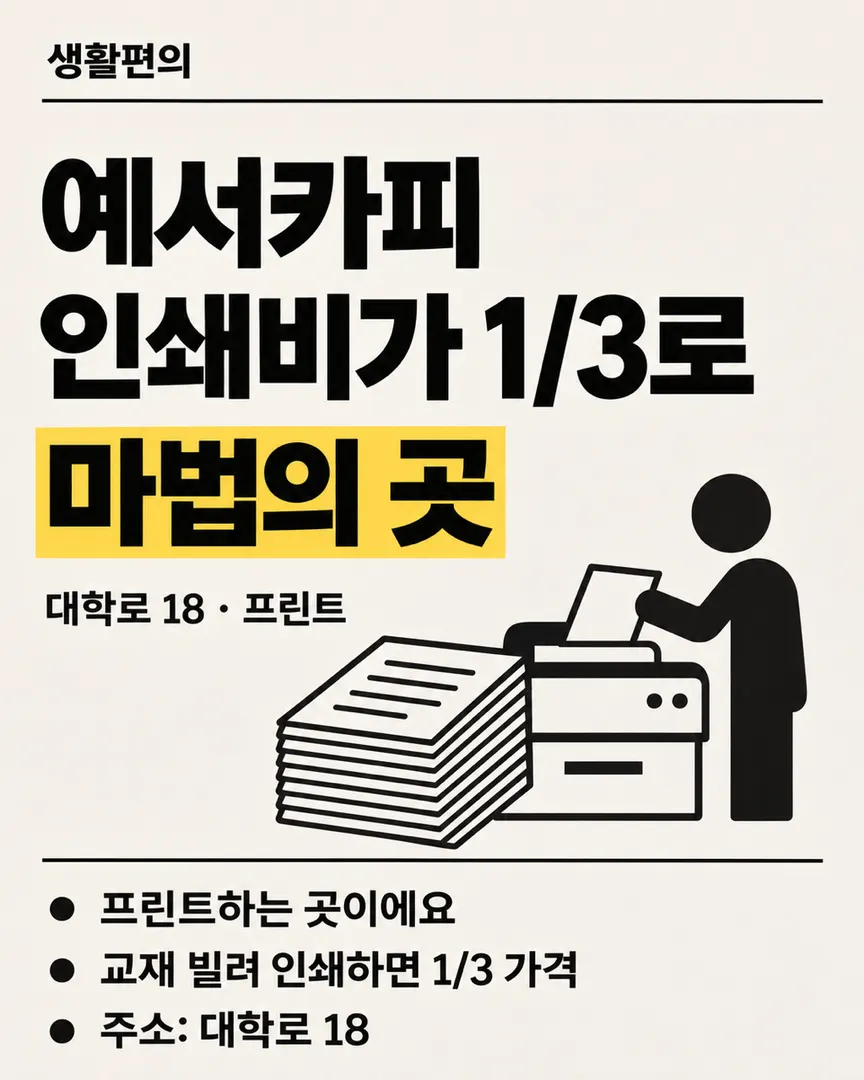 생활편의
예서카피
인쇄비가 1/3로
마법의 곳
대학로 18 · 프린트
● 프린트하는 곳이에요
● 교재 빌려 인쇄하면 1/3 가격
● 주소: 대학로 18